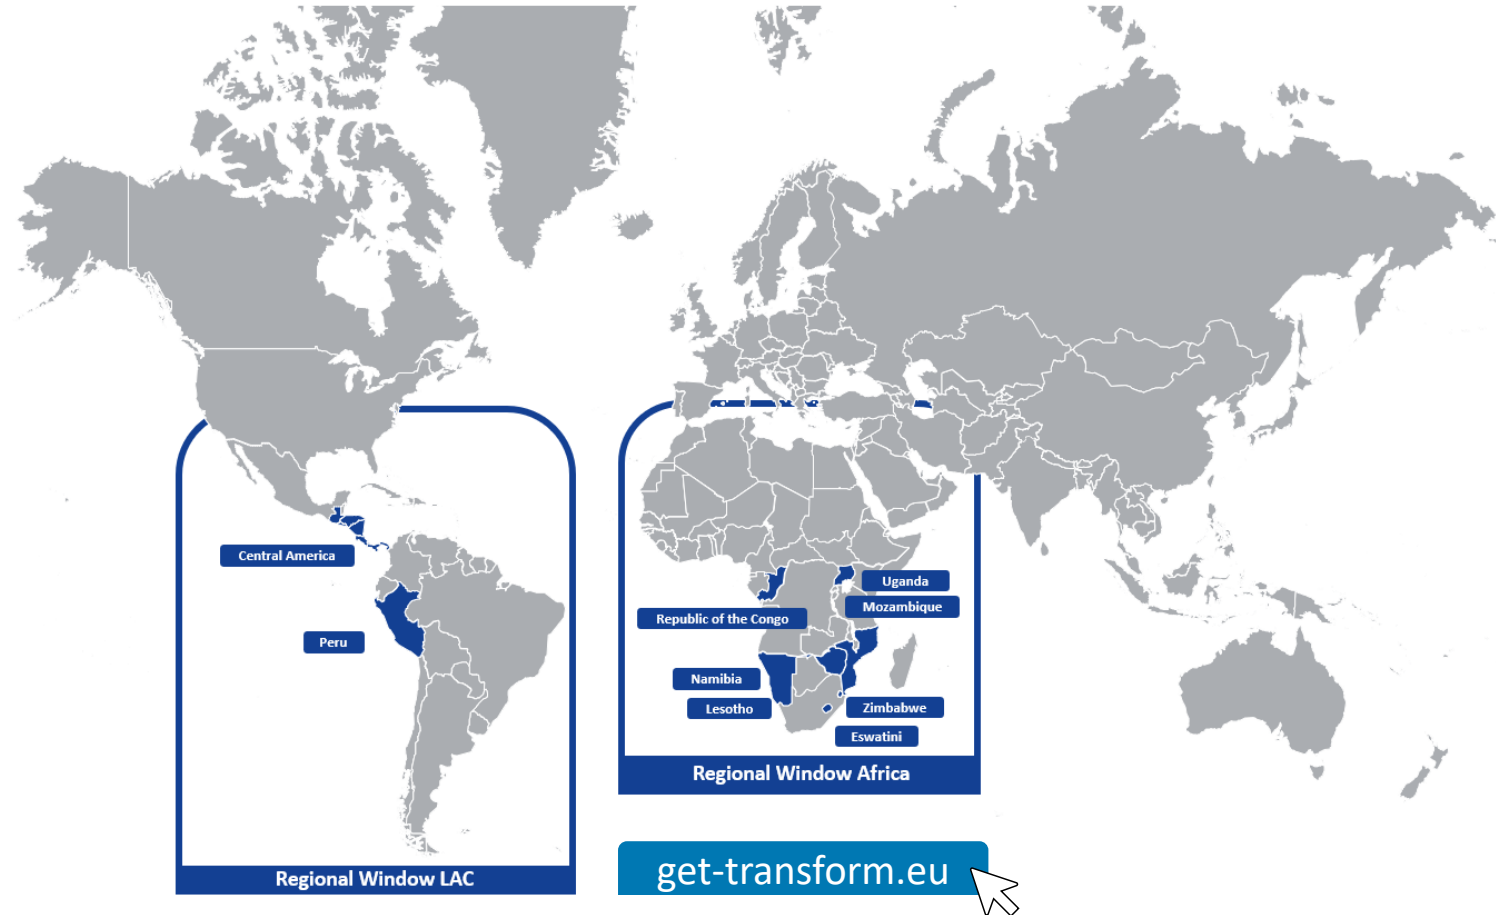 Central America
Peru
Regional Window LAC
Uganda
Mozambique
Republic of the Congo
Namibia
Lesotho
Zimbabwe
Eswatini
Regional Window Africa
get-transform.eu